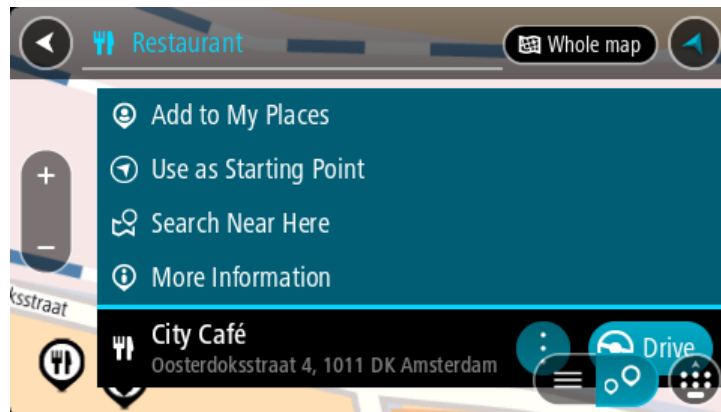 Restaurant
Whole map
Add to My Places
Use as Starting Point
Search Near Here
More Information
City Café
Oosterdoksstraat 4, 1011 DK Amsterdam
Drive
ksstraat